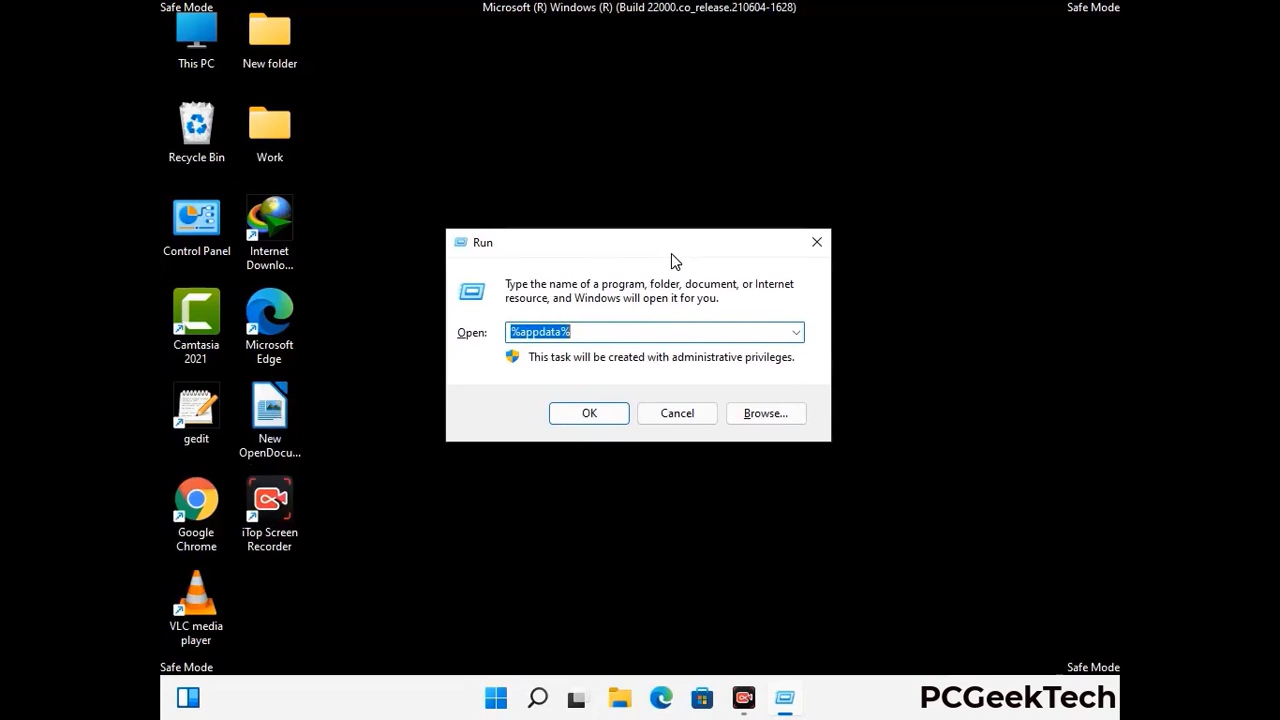 Safe Mode
Microsoft (R) Windows (R) (Build 22000.co_release.210604-1628)
Safe Mode
This PC
New folder
Recycle Bin
Work
Control Panel
Internet
Downlo...
Camtasia
2021
Microsoft
Edge
gedit
New
OpenDocu...
Google
Chrome
iTop Screen
Recorder
VLC media
player
Run
Type the name of a program, folder, document, or Internet
resource, and Windows will open it for you.
Open:
%appdata%
This task will be created with administrative privileges.
OK
Cancel
Browse...
Safe Mode
Safe Mode
PCGeekTech